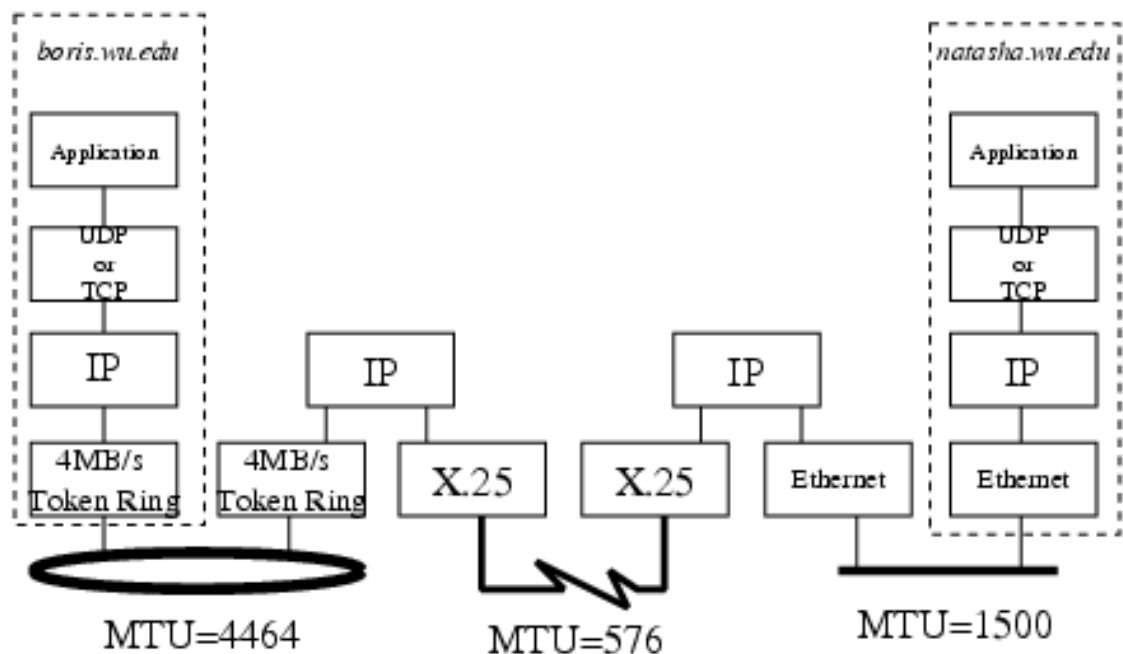 boris.wu.edu
natasha.wu.edu
Application
Application
UDP
or
TCP
UDP
or
TCP
IP
IP
IP
IP
4MB/s
Token Ring
4MB/s
Token Ring
X.25
X.25
Ethernet
Ethernet
MTU=4464
MTU=576
MTU=1500